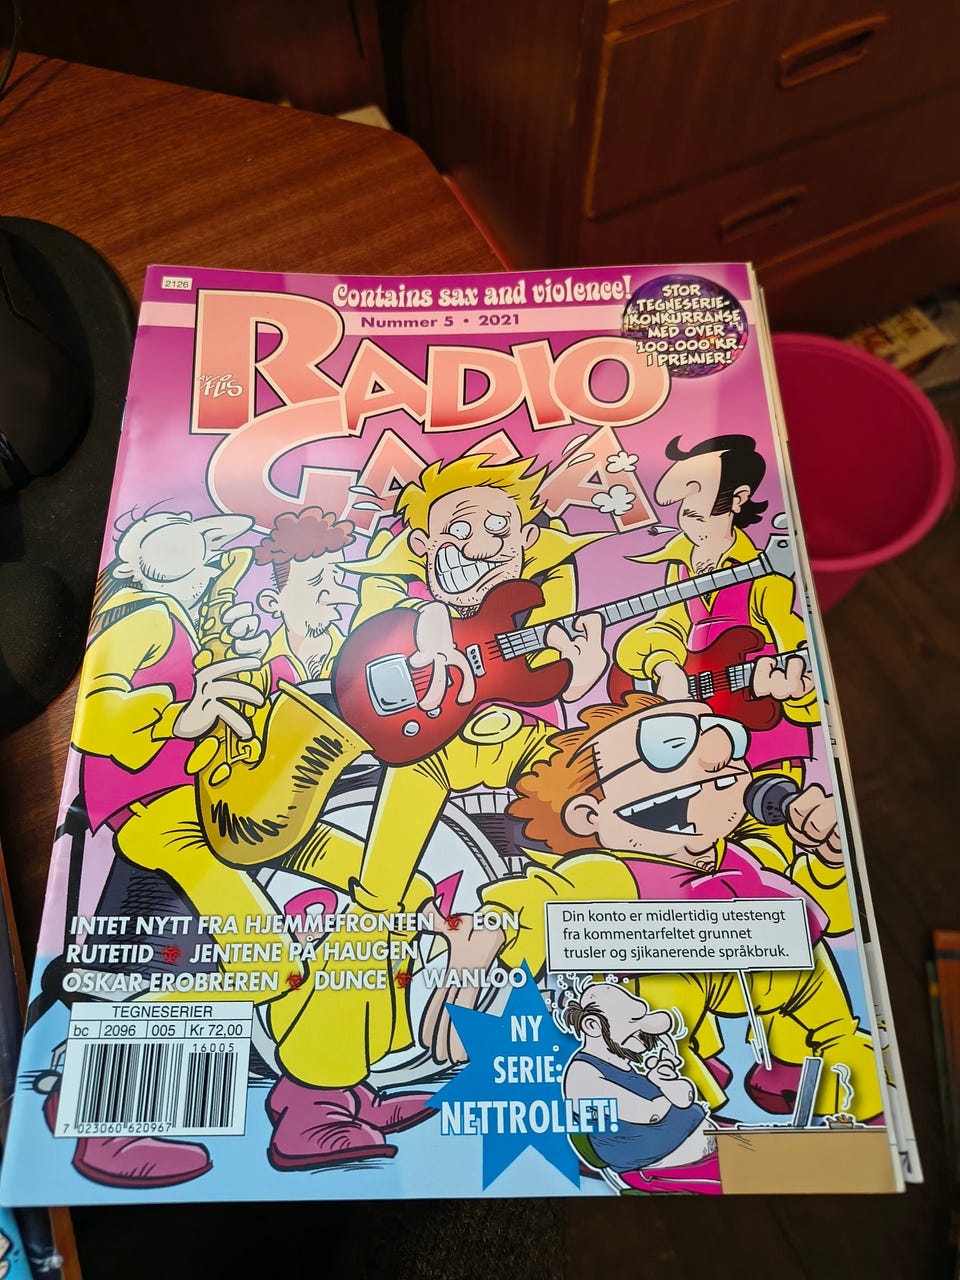 2126
Contains sax and violence!
Nummer 5 • 2021
STOR
TEGNESERIE-
KONKURRANSE
MED OVER
100.000 KR.
I PREMIER!
AV
FLIS
RADIO
GAGA
INTET NYTT FRA HJEMMEFRONTEN EON
RUTETID JENTENE PÅ HAUGEN
OSKAR EROBREREN DUNCE WANLOO
Din konto er midlertidig utestengt
fra kommentarfeltet grunnet
trusler og sjikanerende språkbruk.
TEGNESERIER
bc 2096 005 Kr 72,00
16005
7 023060 620967
NY
SERIE:
NETTROLLET!